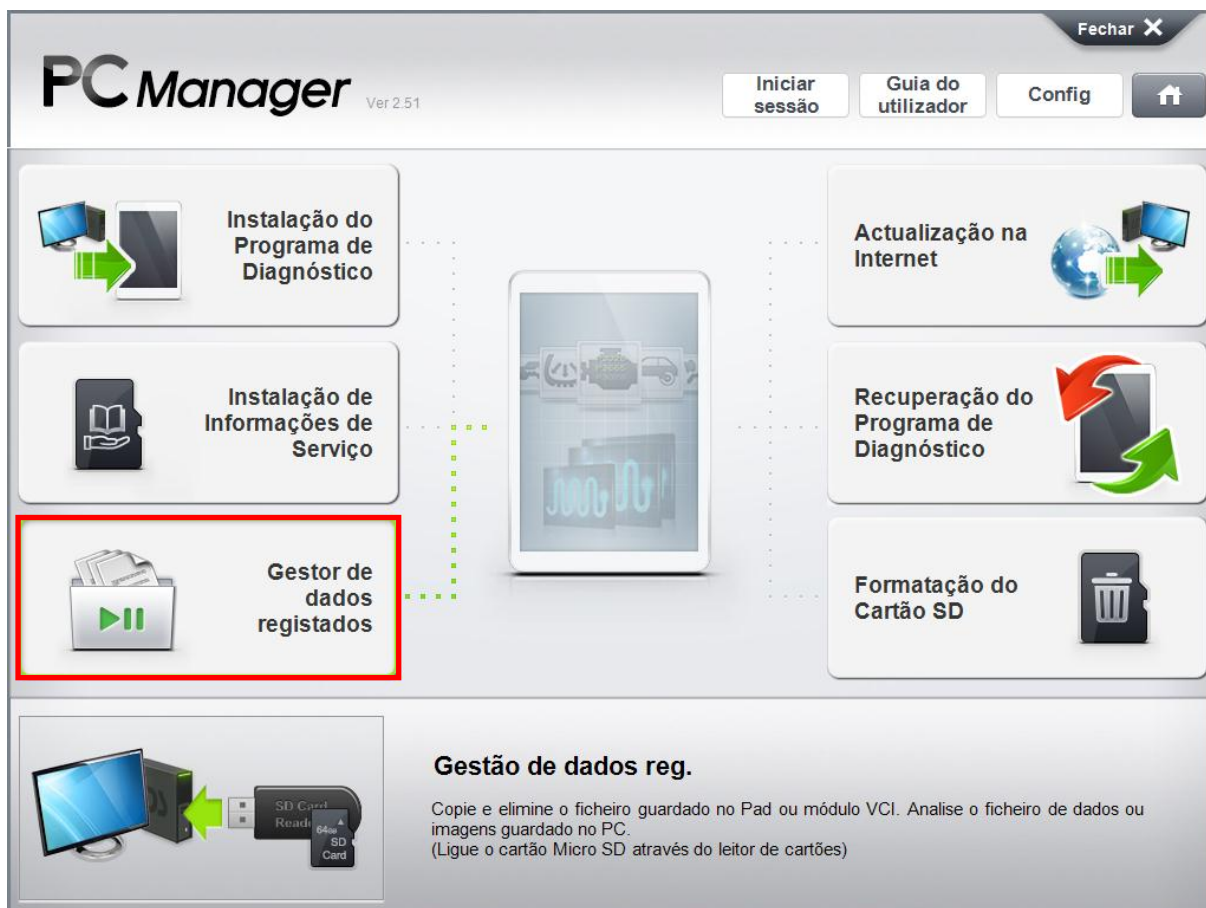 Fechar
PC Manager Ver 2.51
Iniciar
sessão
Guia do
utilizador
Config
Instalação do
Programa de
Diagnóstico
Actualização na
Internet
Instalação de
Informações de
Serviço
Recuperação do
Programa de
Diagnóstico
Gestor de
dados
registados
Formatação do
Cartão SD
SD Card
64GB
SD
Card
Gestão de dados reg.
Copie e elimine o ficheiro guardado no Pad ou módulo VCI. Analise o ficheiro de dados ou
imagens guardado no PC.
(Ligue o cartão Micro SD através do leitor de cartões)